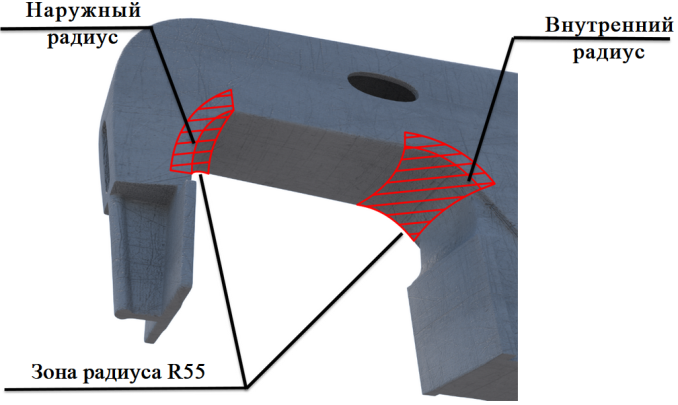 Наружный
радиус
Внутренний
радиус
Зона радиуса R55